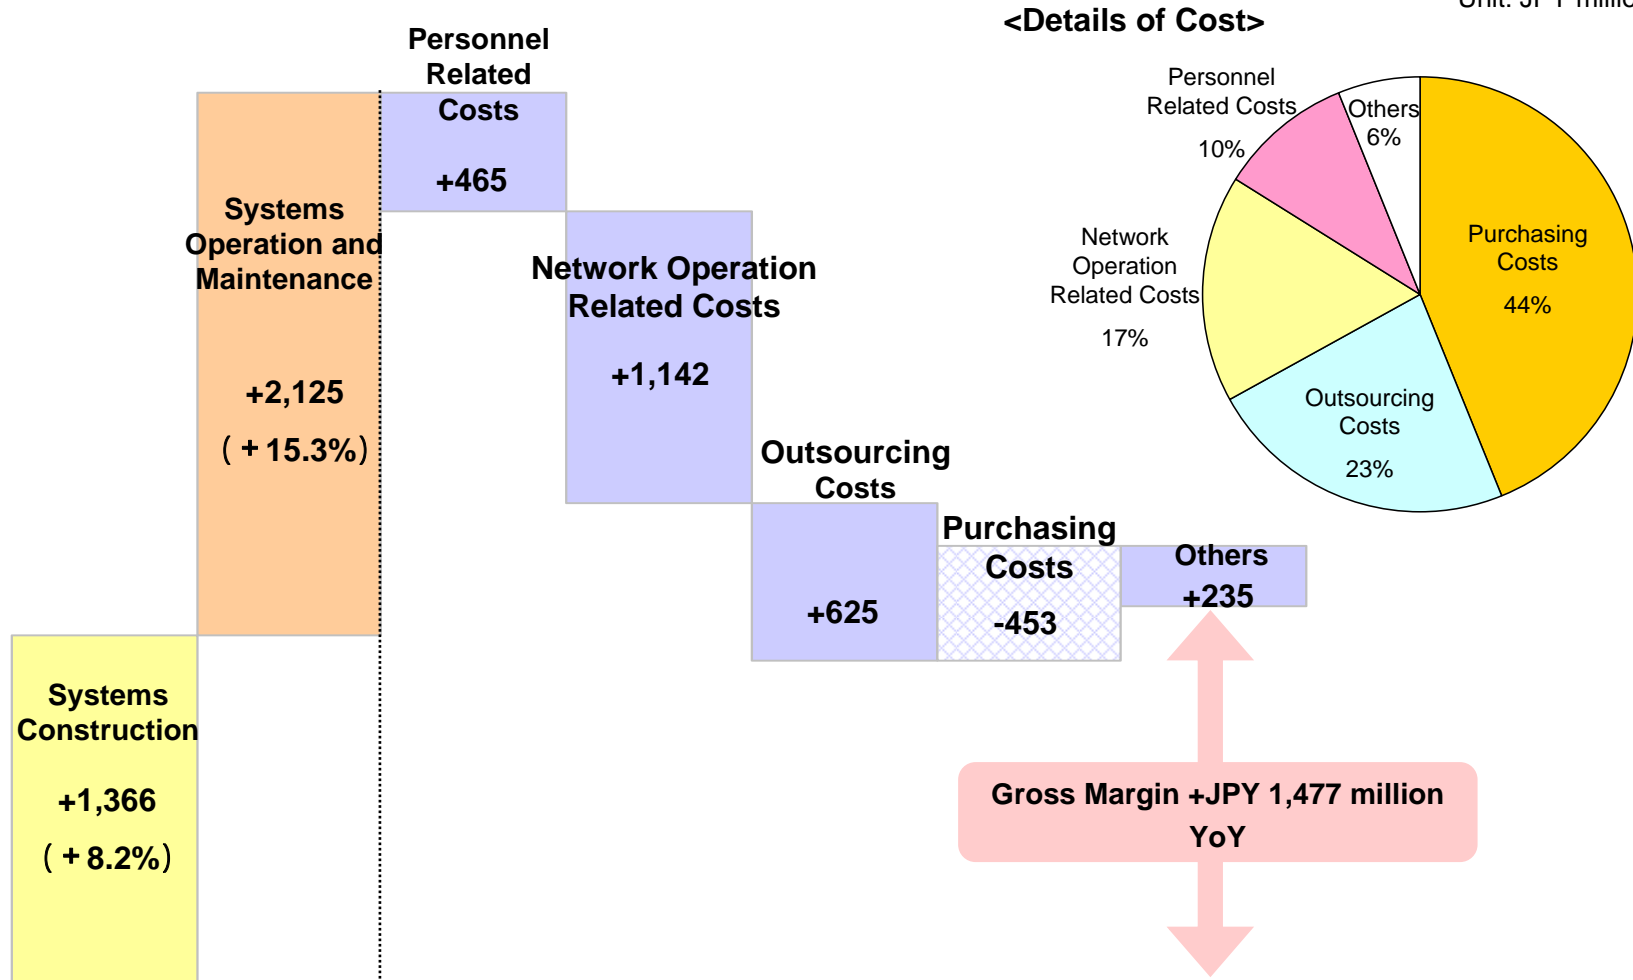 <Details of Cost>
Personnel
Related
Costs
+465
Systems
Operation and
Maintenance
+2,125
(+15.3%)
Network Operation
Related Costs
+1,142
Outsourcing
Costs
+625
Purchasing
Costs
-453
Others
+235
Systems
Construction
+1,366
(+8.2%)
Gross Margin +JPY 1,477 million
YoY
Personnel
Related Costs
10%
Others
6%
Purchasing
Costs
44%
Network
Operation
Related Costs
17%
Outsourcing
Costs
23%